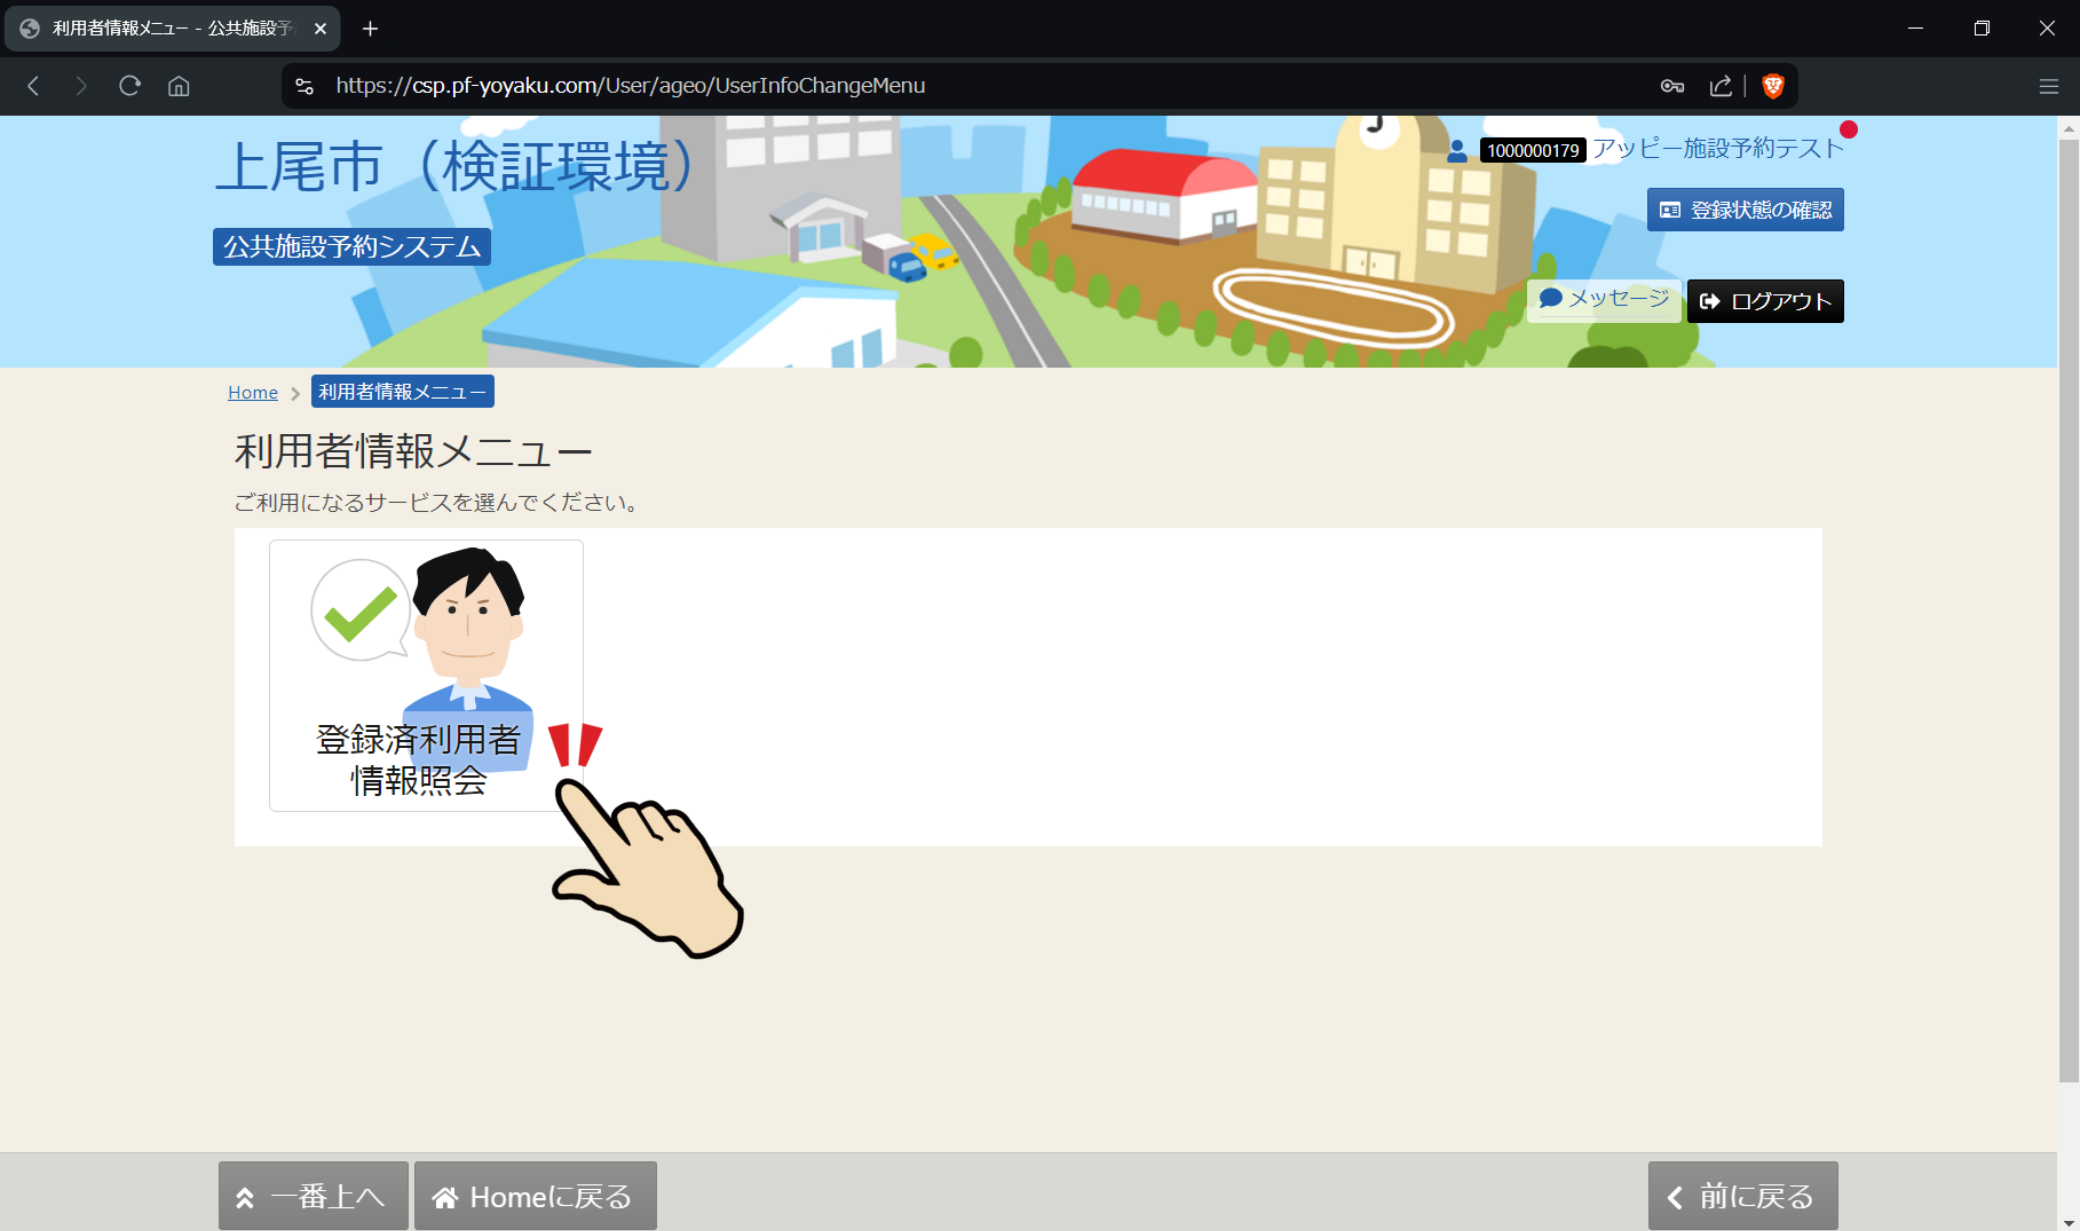 利用者情報メニュー - 公共施設予
https://csp.pf-yoyaku.com/User/ageo/UserInfoChangeMenu
上尾市（検証環境）
1000000179 アッピー施設予約テスト
登録状態の確認
公共施設予約システム
メッセージ
ログアウト
Home
利用者情報メニュー
利用者情報メニュー
ご利用になるサービスを選んでください。
登録済利用者
情報照会
一番上へ
Homeに戻る
前に戻る